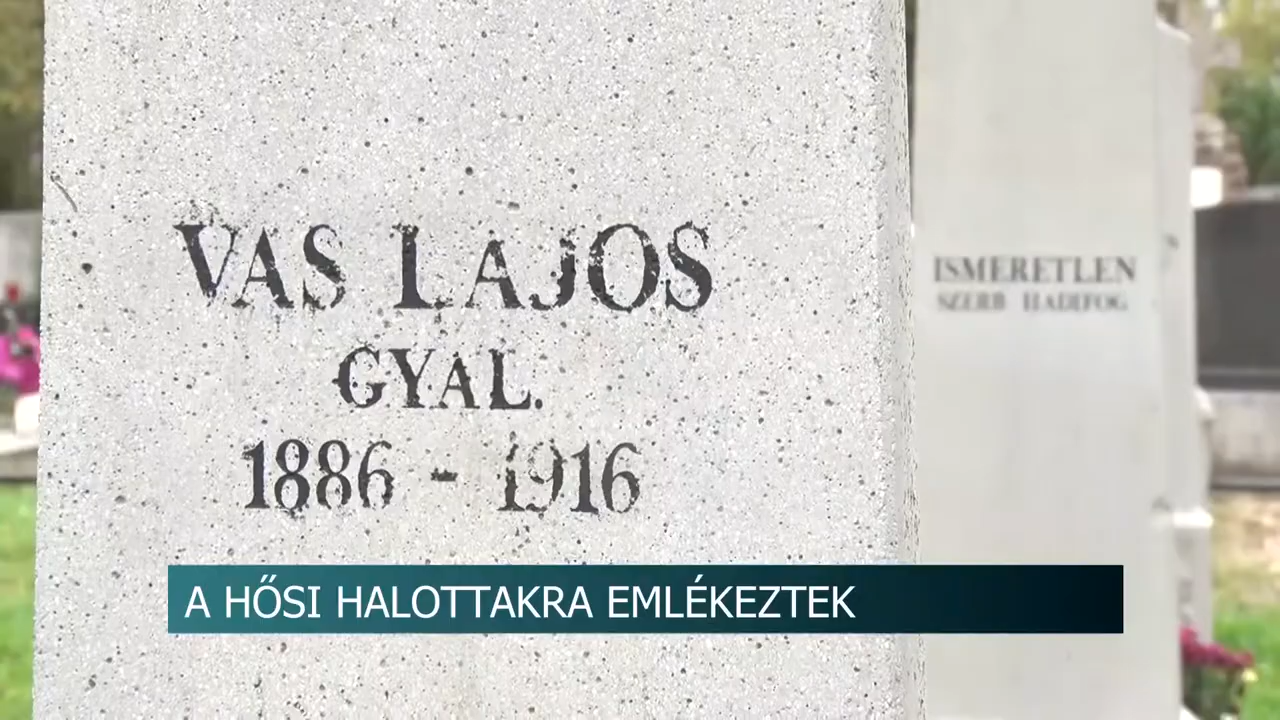 VAS LAJOS
GYAL.
1886 - 1916
ISMERETLEN
SZERB HADIFOG
A HŐSI HALOTTAKRA EMLÉKEZTEK